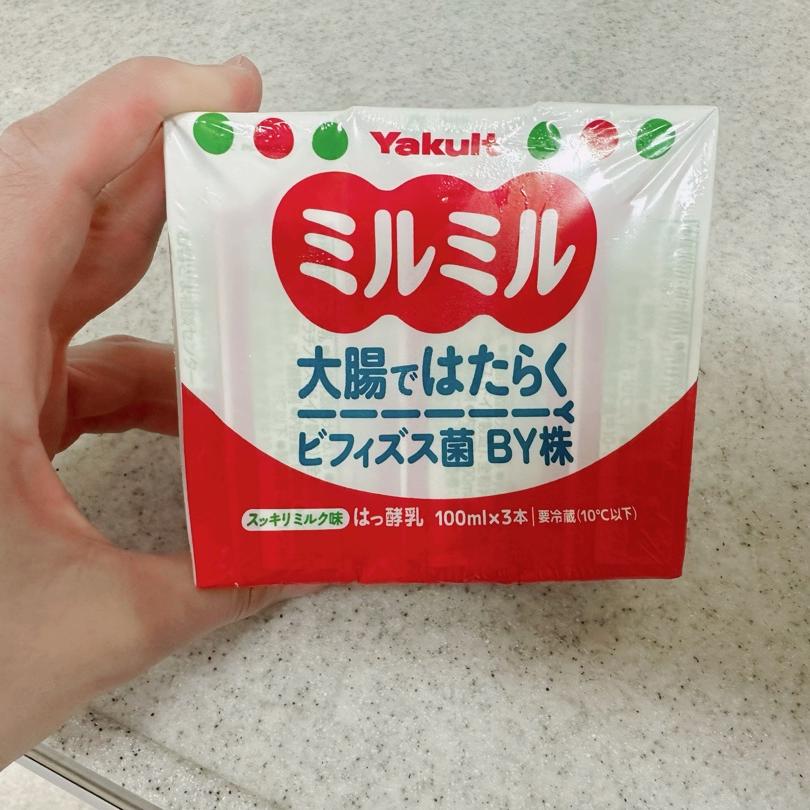 Yakult
ミルミル
大腸ではたらく
ビフィズス菌 BY株
スッキリミルク味 はっ酵乳 100ml×3本 要冷蔵(10℃以下)